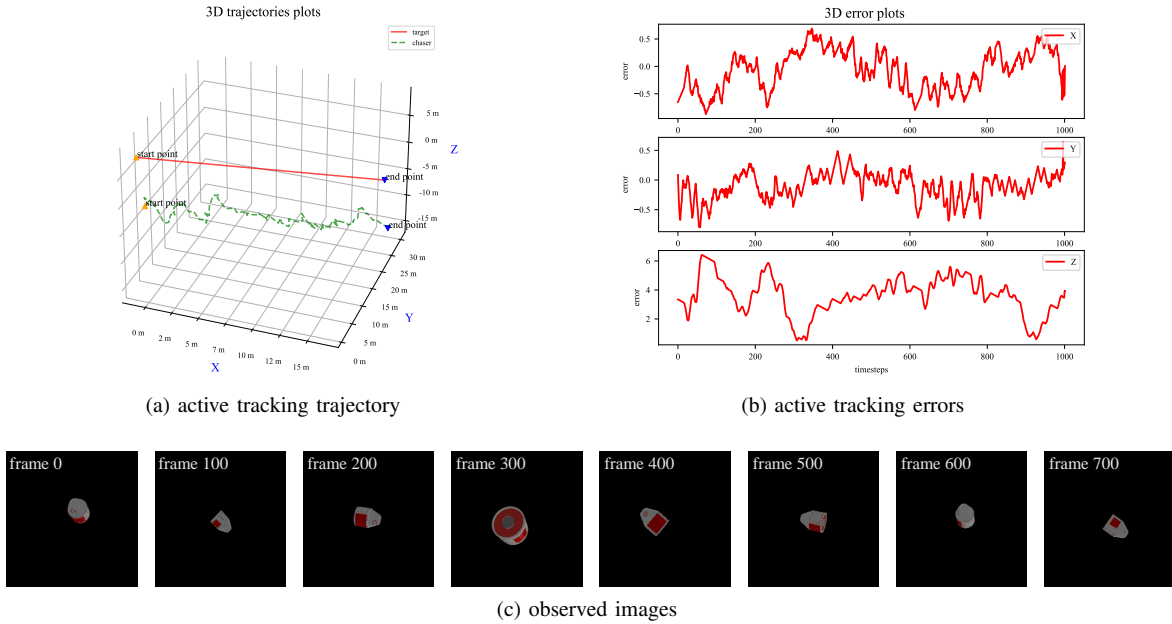 3D trajectories plots
target
chaser
start point
start point
end point
end point
5 m
0 m
-5 m
-10 m
-15 m
Z
30 m
25 m
20 m
15 m
10 m
5 m
0 m
Y
0 m
2 m
5 m
7 m
10 m
12 m
15 m
X
(a) active tracking trajectory
3D error plots
X
error
0.5
0.0
−0.5
0
200
400
600
800
1000
Y
error
0.5
0.0
−0.5
0
200
400
600
800
1000
Z
error
6
4
2
0
200
400
600
800
1000
timesteps
(b) active tracking errors
frame 0
frame 100
frame 200
frame 300
frame 400
frame 500
frame 600
frame 700
(c) observed images